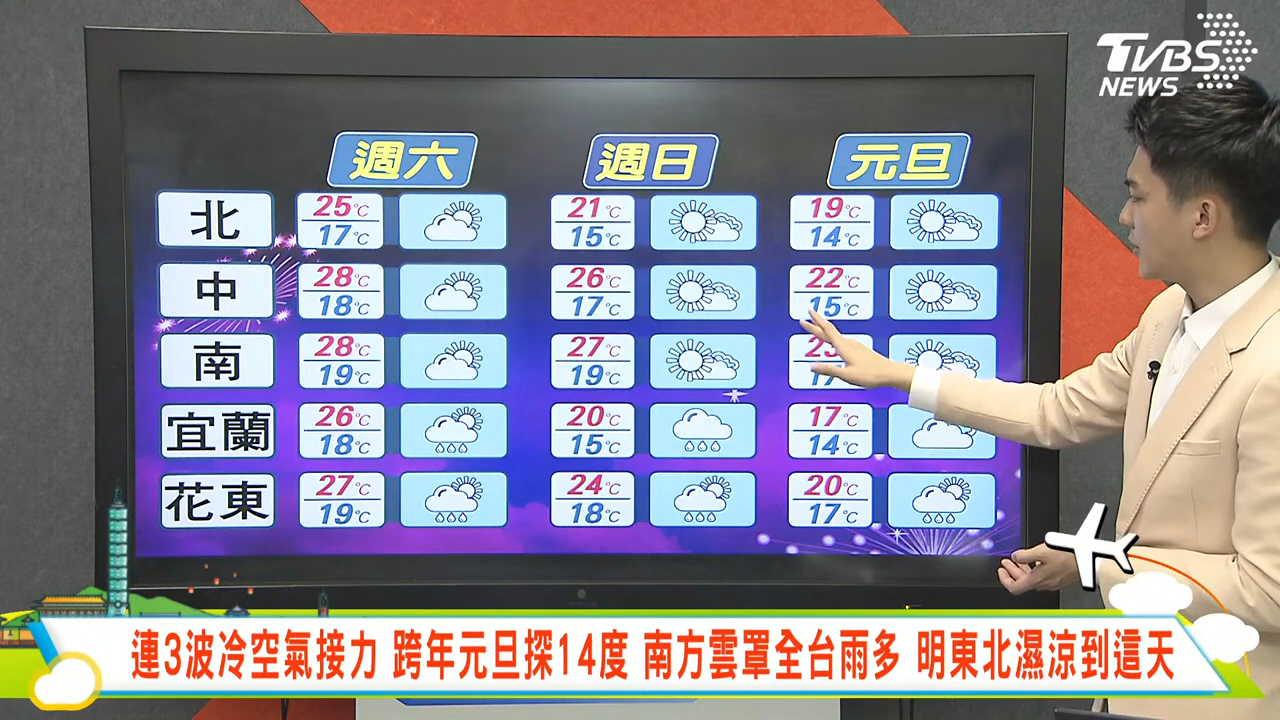 TVBS
NEWS
週六 週日 元旦
北 25℃ 21℃ 19℃
17℃ 15℃ 14℃
中 28℃ 26℃ 22℃
18℃ 17℃ 15℃
南 28℃ 27℃
19℃ 19℃
宜蘭 26℃ 20℃ 17℃
18℃ 15℃ 14℃
花東 27℃ 24℃ 20℃
19℃ 18℃ 17℃
連3波冷空氣接力 跨年元旦探14度 南方雲罩全台雨多 明東北濕涼到這天